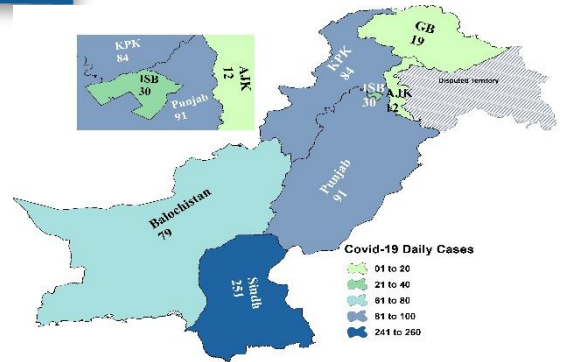 KPK
84
ISB
30
Punjab
91
AJK
12
GB
19
KPK
84
Disputed Territory
ISB
30
AJK
12
Punjab
91
Balochistan
79
Sindh
251
Covid-19 Daily Cases
01 to 20
21 to 40
61 to 80
81 to 100
241 to 260